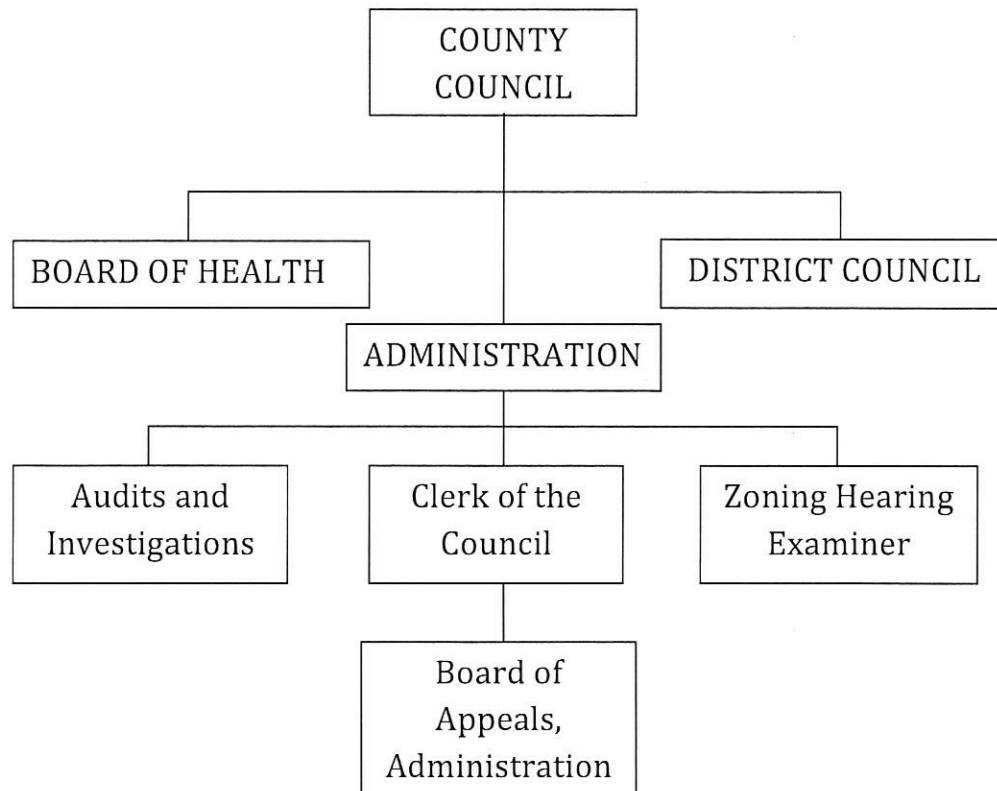 COUNTY
COUNCIL
BOARD OF HEALTH
DISTRICT COUNCIL
ADMINISTRATION
Audits and
Investigations
Clerk of the
Council
Zoning Hearing
Examiner
Board of
Appeals,
Administration